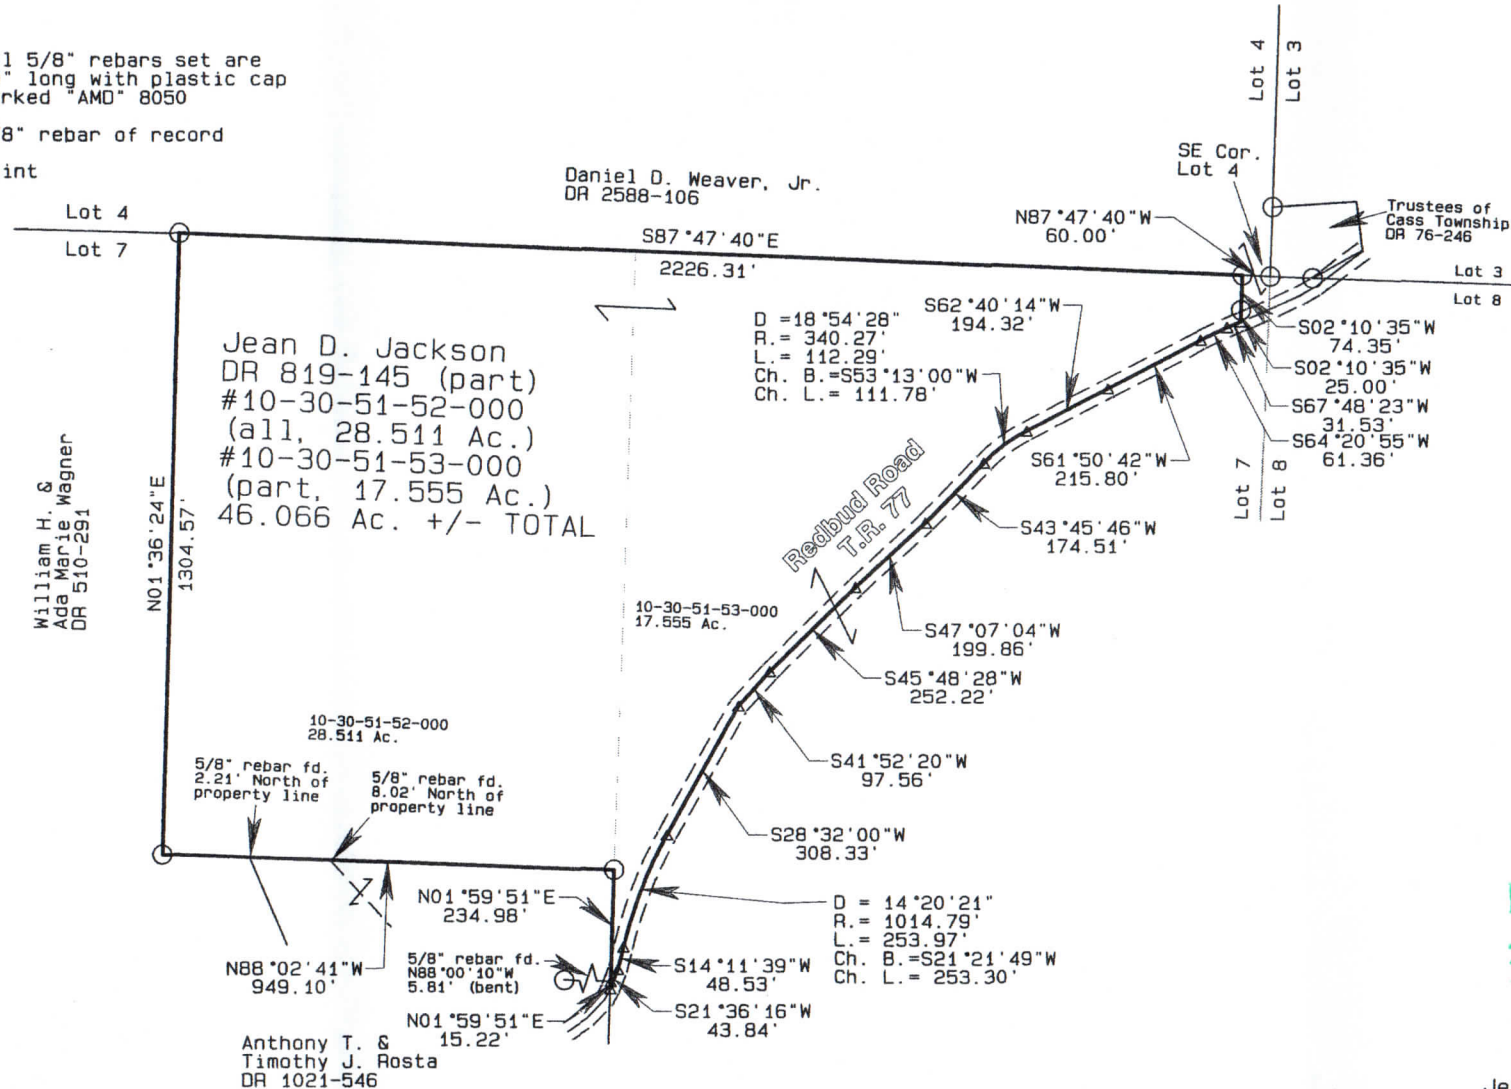 1 5/8" rebars set are
" long with plastic cap
rked "AMD" 8050
8" rebar of record
int
Lot 4
Lot 7
Daniel D. Weaver, Jr.
DR 2588-106
Lot 4
Lot 3
SE Cor.
Lot 4
N87°47'40"W
60.00'
Trustees of
Cass Township
DR 76-246
Lot 3
Lot 8
S87°47'40"E
2226.31'
S62°40'14"W
194.32'
D =18°54'28"
R.= 340.27'
L.= 112.29'
Ch. B.=S53°13'00"W
Ch. L.= 111.78'
S02°10'35"W
74.35'
S02°10'35"W
25.00'
S67°48'23"W
31.53'
S64°20'55"W
61.36'
Jean D. Jackson
DR 819-145 (part)
#10-30-51-52-000
(all, 28.511 Ac.)
#10-30-51-53-000
(part, 17.555 Ac.)
46.066 Ac. +/- TOTAL
William H. &
Ada Marie Wagner
DR 510-291
N01°36'24"E
1304.57'
Redbud Road
T.R. 77
S61°50'42"W
215.80'
Lot 7
Lot 8
S43°45'46"W
174.51'
10-30-51-53-000
17.555 Ac.
S47°07'04"W
199.86'
S45°48'28"W
252.22'
10-30-51-52-000
28.511 Ac.
5/8" rebar fd.
2.21' North of
property line
5/8" rebar fd.
8.02' North of
property line
S41°52'20"W
97.56'
S28°32'00"W
308.33'
N01°59'51"E
234.98'
D = 14°20'21"
R.= 1014.79'
L.= 253.97'
Ch. B.=S21°21'49"W
Ch. L.= 253.30'
N88°02'41"W
949.10'
5/8" rebar fd.
N88°00'10"W
5.81' (bent)
S14°11'39"W
48.53'
S21°36'16"W
43.84'
N01°59'51"E
15.22'
Anthony T. &
Timothy J. Rosta
DR 1021-546
Je